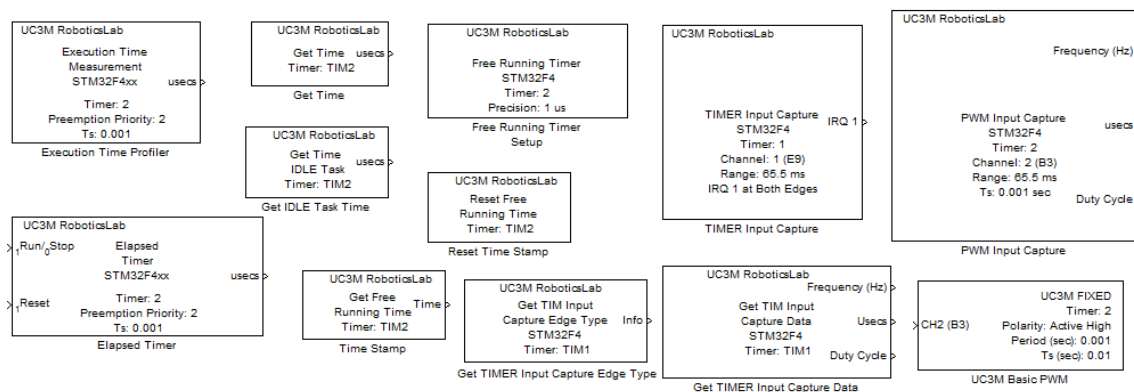 UC3M RoboticsLab
Execution Time
Measurement
STM32F4xx
usecs
Timer: 2
Preemption Priority: 2
Ts: 0.001
Execution Time Profiler
UC3M RoboticsLab
Get Time
usecs
Timer: TIM2
Get Time
UC3M RoboticsLab
Free Running Timer
STM32F4
Timer: 2
Precision: 1 us
Free Running Timer
Setup
UC3M RoboticsLab
TIMER Input Capture
IRQ 1
STM32F4
Timer: 1
Channel: 1 (E9)
Range: 65.5 ms
IRQ 1 at Both Edges
TIMER Input Capture
UC3M RoboticsLab
Frequency (Hz)
PWM Input Capture
usecs
STM32F4
Timer: 2
Channel: 2 (B3)
Range: 65.5 ms
Ts: 0.001 sec
Duty Cycle
PWM Input Capture
UC3M RoboticsLab
Get Time
usecs
IDLE Task
Timer: TIM2
Get IDLE Task Time
UC3M RoboticsLab
Reset Free
Running Time
Timer: TIM2
Reset Time Stamp
UC3M RoboticsLab
1Run/0Stop
Elapsed
Timer
STM32F4xx
usecs
1Reset
Timer: 2
Preemption Priority: 2
Ts: 0.001
Elapsed Timer
UC3M RoboticsLab
Get Free
Running Time
Time
Timer: TIM2
Time Stamp
UC3M RoboticsLab
Get TIM Input
Capture Edge Type
Info
STM32F4
Timer: TIM1
Get TIMER Input Capture Edge Type
UC3M RoboticsLab
Frequency (Hz)
Get TIM Input
Capture Data
Usecs
STM32F4
Timer: TIM1
Duty Cycle
Get TIMER Input Capture Data
UC3M FIXED
Timer: 2
CH2 (B3)
Polarity: Active High
Period (sec): 0.001
Ts (sec): 0.01
UC3M Basic PWM